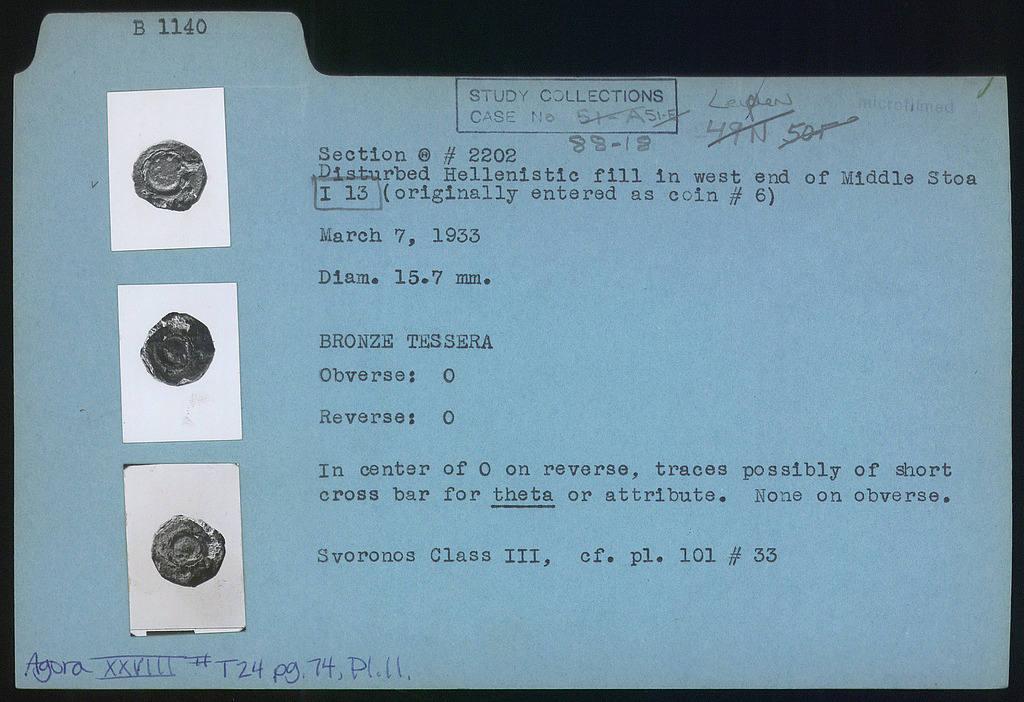 B 1140
STUDY COLLECTIONS
CASE No 51-A 51-E
88-18
49N 50F
microfilmed
Section Θ # 2202
Disturbed Hellenistic fill in west end of Middle Stoa
I 13 (originally entered as coin # 6)
March 7, 1933
Diam. 15.7 mm.
BRONZE TESSERA
Obverse: O
Reverse: O
In center of O on reverse, traces possibly of short
cross bar for theta or attribute. None on obverse.
Svoronos Class III, cf. pl. 101 # 33
Agora XXVIII # T24 pg. 74, Pl. 11.